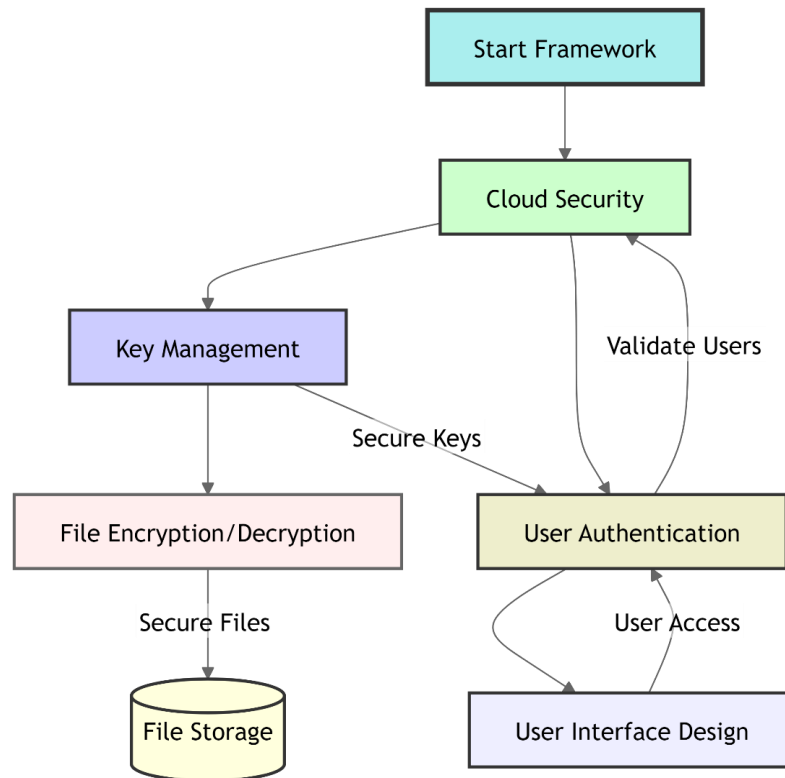 Start Framework
Cloud Security
Validate Users
Key Management
Secure Keys
File Encryption/Decryption
User Authentication
Secure Files
User Access
File Storage
User Interface Design